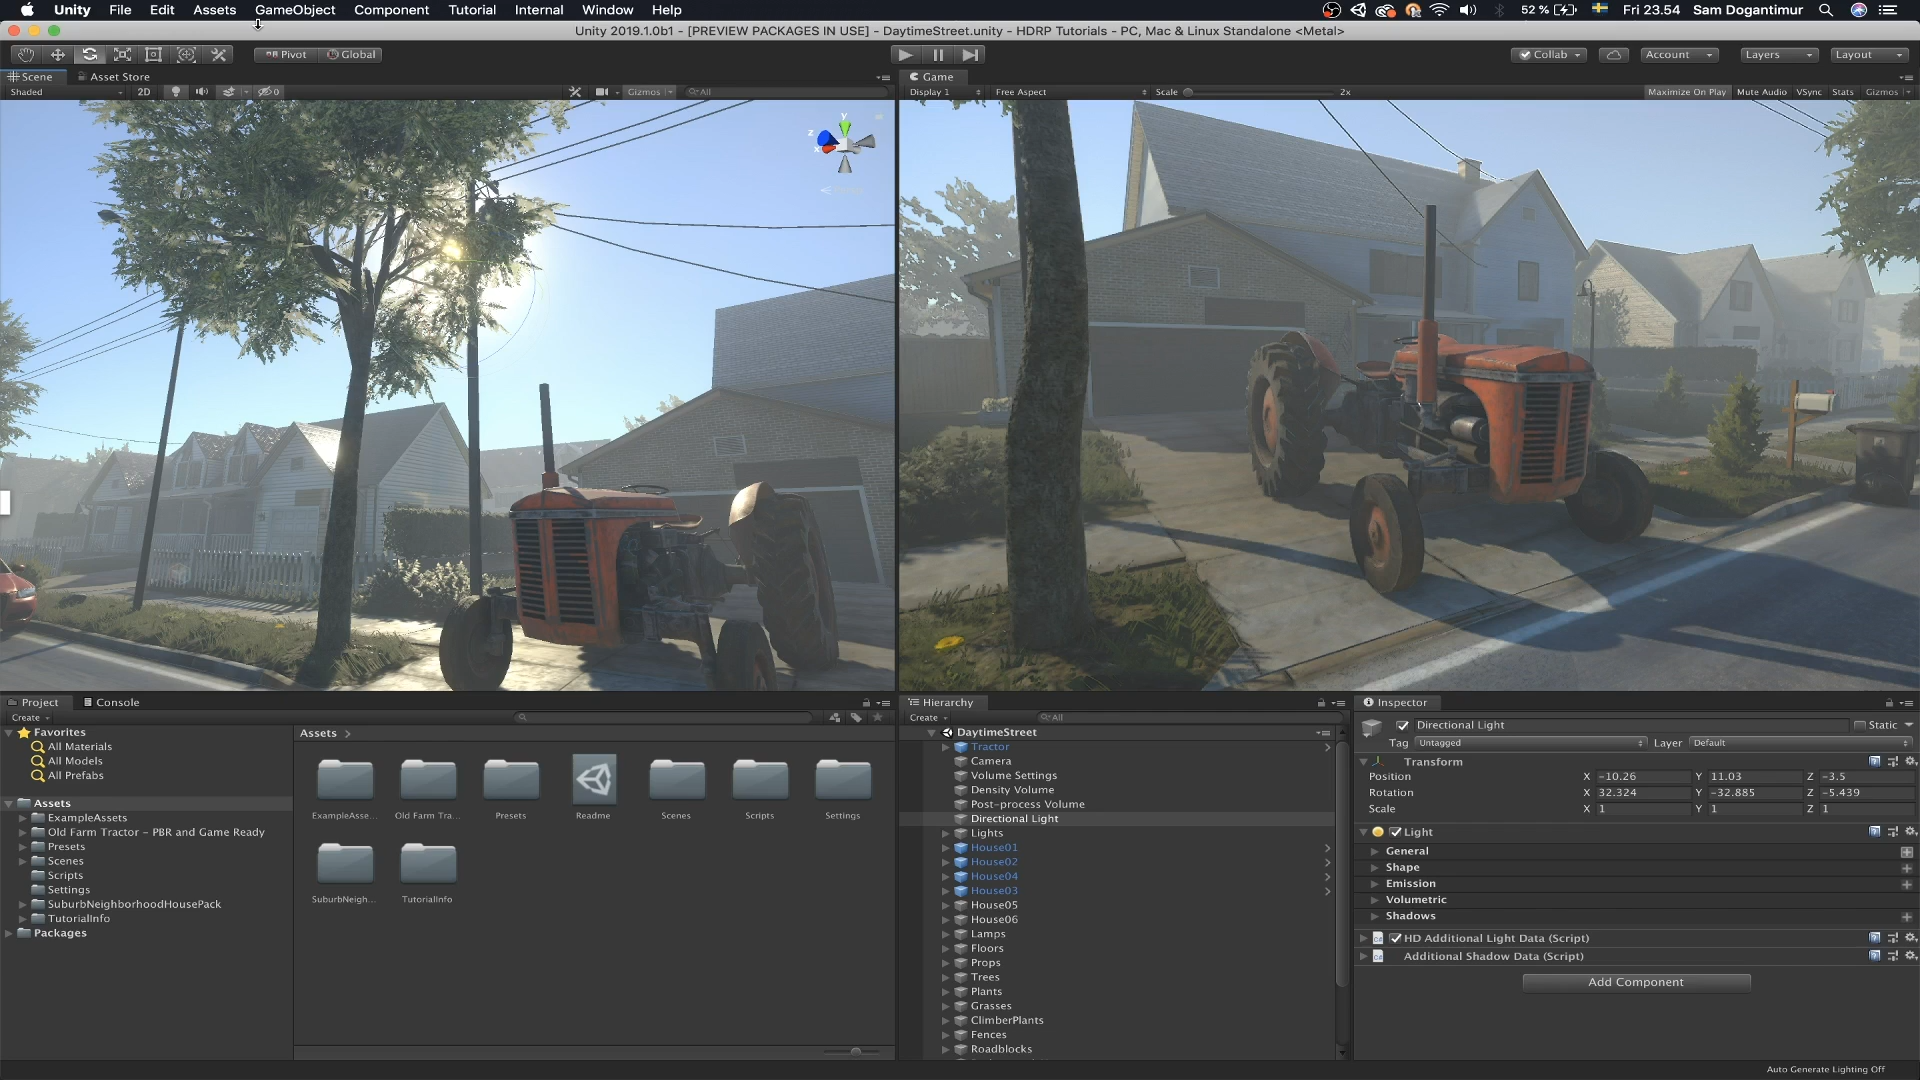 Unity File Edit Assets GameObject Component Tutorial Internal Window Help 52 % Fri 23.54 Sam Dogantimur
Unity 2019.1.0b1 - [PREVIEW PACKAGES IN USE] - DaytimeStreet.unity - HDRP Tutorials - PC, Mac & Linux Standalone <Metal>
Pivot Global Collab Account Layers Layout
Scene Asset Store Game
Shaded 2D 0 Gizmos All Display 1 Free Aspect Scale 2x Maximize On Play Mute Audio VSync Stats Gizmos
y
z
x
Project Console
Create
Favorites
All Materials
All Models
All Prefabs
Assets
ExampleAssets
Old Farm Tractor - PBR and Game Ready
Presets
Scenes
Scripts
Settings
SuburbNeighborhoodHousePack
TutorialInfo
Packages
Assets
ExampleAsse... Old Farm Tra... Presets Readme Scenes Scripts Settings
SuburbNeigh... TutorialInfo
Hierarchy
Create All
DaytimeStreet
Tractor
Camera
Volume Settings
Density Volume
Post-process Volume
Directional Light
Lights
House01
House02
House04
House03
House05
House06
Lamps
Floors
Props
Trees
Plants
Grasses
ClimberPlants
Fences
Roadblocks
Inspector
Directional Light Static
Tag Untagged Layer Default
Transform
Position X -10.26 Y 11.03 Z -3.5
Rotation X 32.324 Y -32.885 Z -5.439
Scale X 1 Y 1 Z 1
Light
General
Shape
Emission
Volumetric
Shadows
HD Additional Light Data (Script)
Additional Shadow Data (Script)
Add Component
Auto Generate Lighting Off